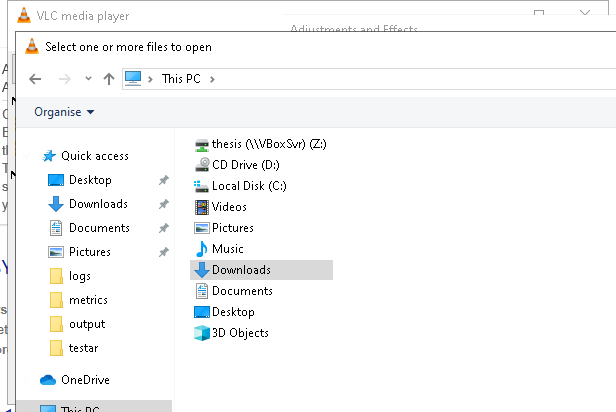 VLC media player
Adjustments and Effects
Select one or more files to open
This PC
Organise
Quick access
Desktop
Downloads
Documents
Pictures
logs
metrics
output
testar
OneDrive
This PC
thesis (\\VBoxSvr) (Z:)
CD Drive (D:)
Local Disk (C:)
Videos
Pictures
Music
Downloads
Documents
Desktop
3D Objects